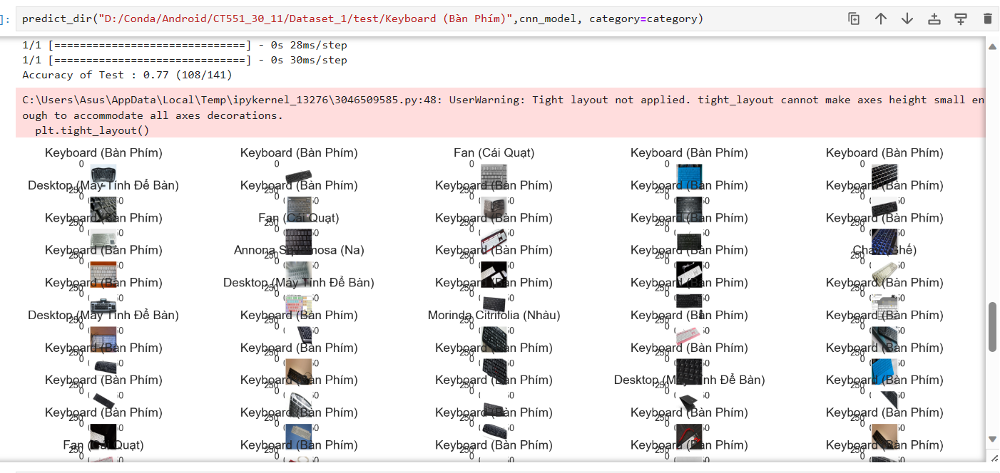 ]: predict_dir("D:/Conda/Android/CT551_30_11/Dataset_1/test/Keyboard (Bàn Phím)",cnn_model, category=category)
1/1 [==============================] - 0s 28ms/step
1/1 [==============================] - 0s 30ms/step
Accuracy of Test : 0.77 (108/141)
C:\Users\Asus\AppData\Local\Temp\ipykernel_13276\3046509585.py:48: UserWarning: Tight layout not applied. tight_layout cannot make axes height small en
ough to accommodate all axes decorations.
plt.tight_layout()
Keyboard (Bàn Phím) Keyboard (Bàn Phím) Fan (Cái Quạt) Keyboard (Bàn Phím) Keyboard (Bàn Phím)
0 0 0 0 0
Desktop (Máy Tính Để Bàn) Keyboard (Bàn Phím) Keyboard (Bàn Phím) Keyboard (Bàn Phím) Keyboard (Bàn Phím)
Keyboard (Bàn Phím) Fan (Cái Quạt) Keyboard (Bàn Phím) Keyboard (Bàn Phím) Keyboard (Bàn Phím)
Keyboard (Bàn Phím) Annona Squamosa (Na) Keyboard (Bàn Phím) Keyboard (Bàn Phím) Chair (Ghế)
Keyboard (Bàn Phím) Desktop (Máy Tính Để Bàn) Keyboard (Bàn Phím) Keyboard (Bàn Phím) Keyboard (Bàn Phím)
Desktop (Máy Tính Để Bàn) Keyboard (Bàn Phím) Morinda Citrifolia (Nhàu) Keyboard (Bàn Phím) Keyboard (Bàn Phím)
Keyboard (Bàn Phím) Keyboard (Bàn Phím) Keyboard (Bàn Phím) Keyboard (Bàn Phím) Keyboard (Bàn Phím)
Keyboard (Bàn Phím) Keyboard (Bàn Phím) Keyboard (Bàn Phím) Desktop (Máy Tính Để Bàn) Keyboard (Bàn Phím)
Keyboard (Bàn Phím) Keyboard (Bàn Phím) Keyboard (Bàn Phím) Keyboard (Bàn Phím) Keyboard (Bàn Phím)
Fan (Cái Quạt) Keyboard (Bàn Phím) Keyboard (Bàn Phím) Keyboard (Bàn Phím) Keyboard (Bàn Phím)